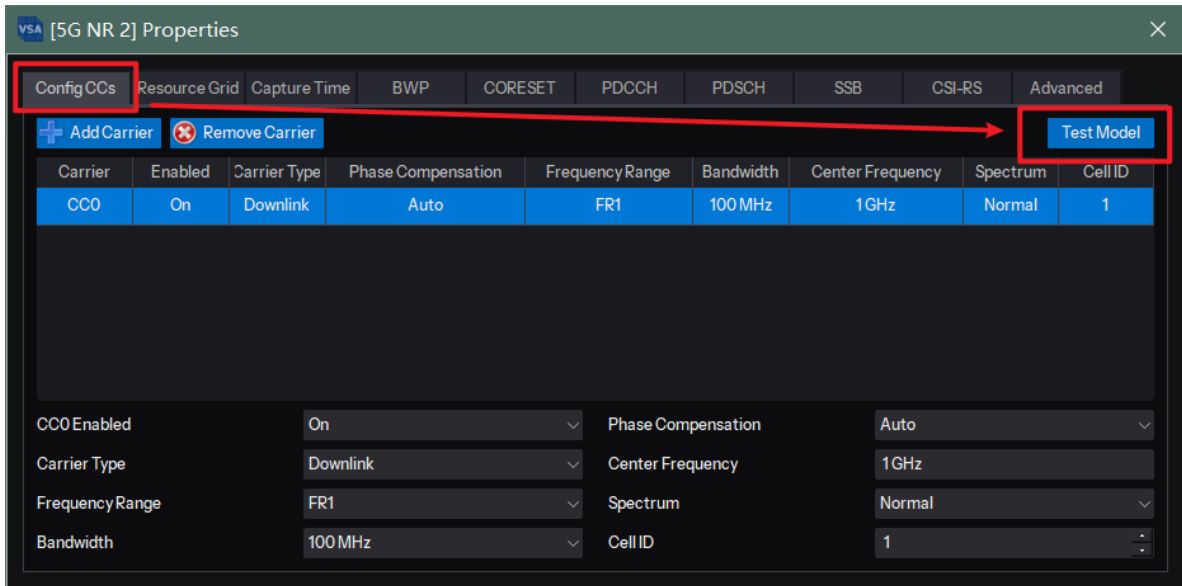 VSA [5G NR 2] Properties
Config CCs Resource Grid Capture Time BWP CORESET PDCCH PDSCH SSB CSI-RS Advanced
Add Carrier Remove Carrier Test Model
Carrier Enabled Carrier Type Phase Compensation Frequency Range Bandwidth Center Frequency Spectrum Cell ID
CC0 On Downlink Auto FR1 100 MHz 1 GHz Normal 1
CC0 Enabled On Phase Compensation Auto
Carrier Type Downlink Center Frequency 1 GHz
Frequency Range FR1 Spectrum Normal
Bandwidth 100 MHz Cell ID 1